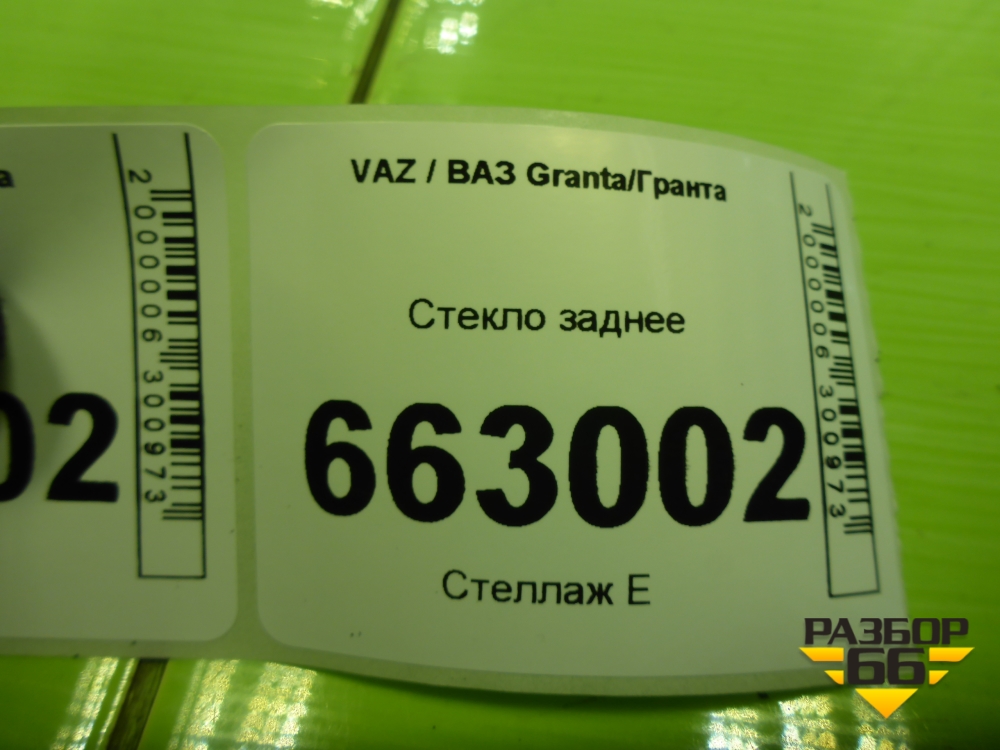 а
2000006300973
02
VAZ / ВАЗ Granta/Гранта
Стекло заднее
663002
Стеллаж Е
2000006300973
РАЗБОР
66